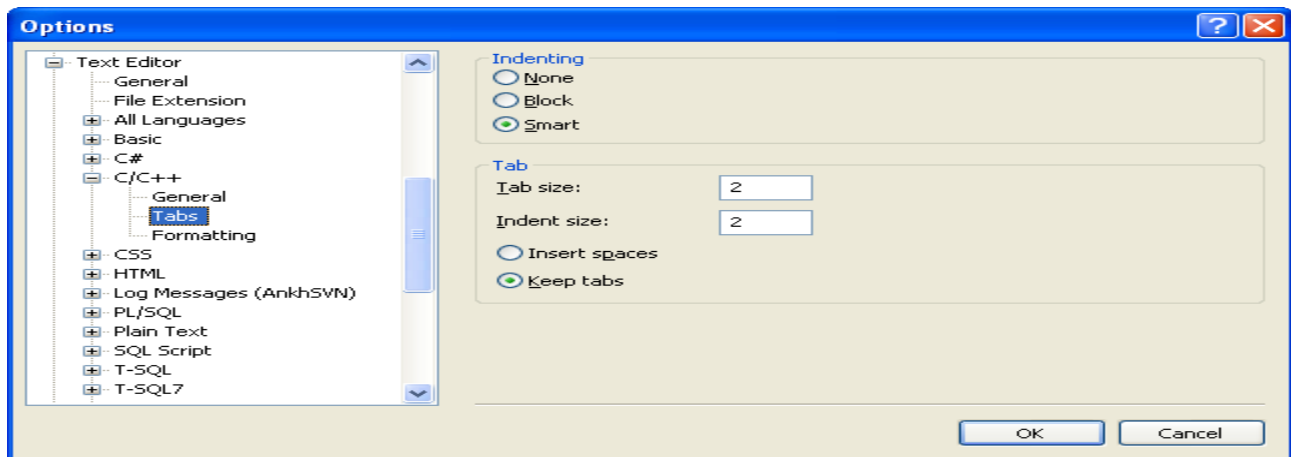 Options
Text Editor
General
File Extension
All Languages
Basic
C#
C/C++
General
Tabs
Formatting
CSS
HTML
Log Messages (AnkhSVN)
PL/SQL
Plain Text
SQL Script
T-SQL
T-SQL7
Indenting
None
Block
Smart
Tab
Tab size: 2
Indent size: 2
Insert spaces
Keep tabs
OK Cancel